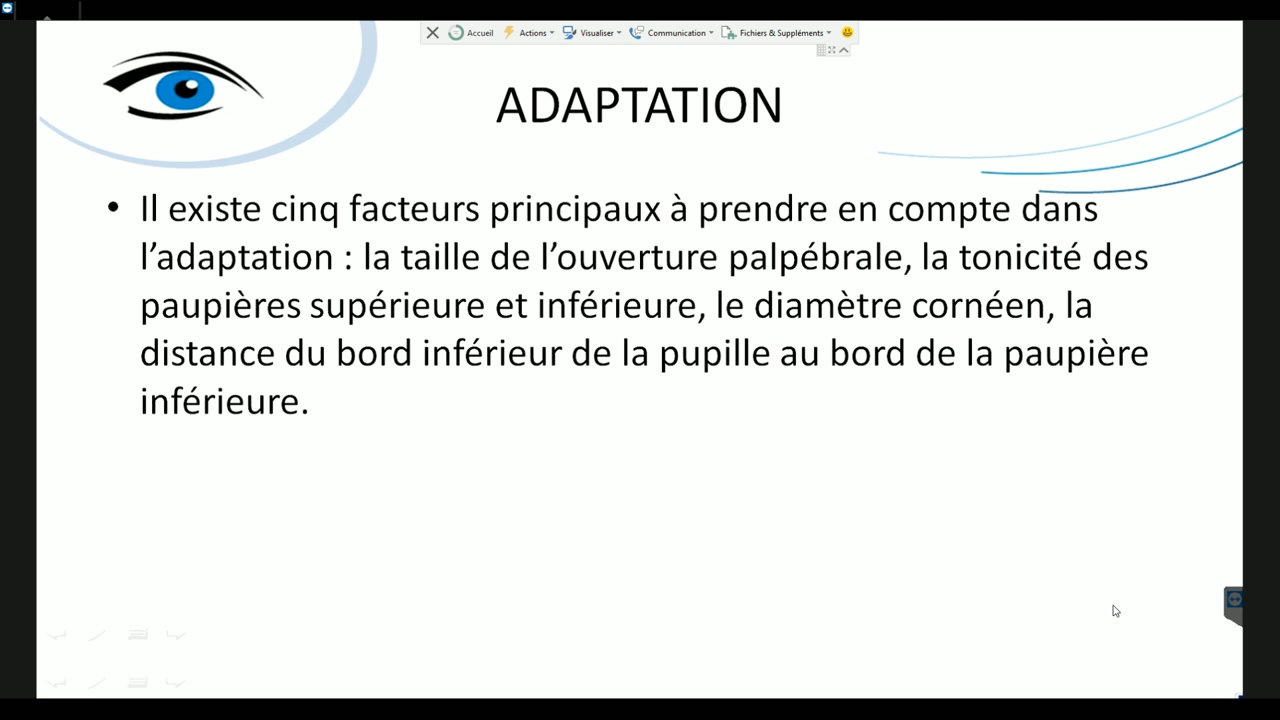 Accueil Actions Visualiser Communication Fichiers & Suppléments
ADAPTATION
• Il existe cinq facteurs principaux à prendre en compte dans
l’adaptation : la taille de l’ouverture palpébrale, la tonicité des
paupières supérieure et inférieure, le diamètre cornéen, la
distance du bord inférieur de la pupille au bord de la paupière
inférieure.